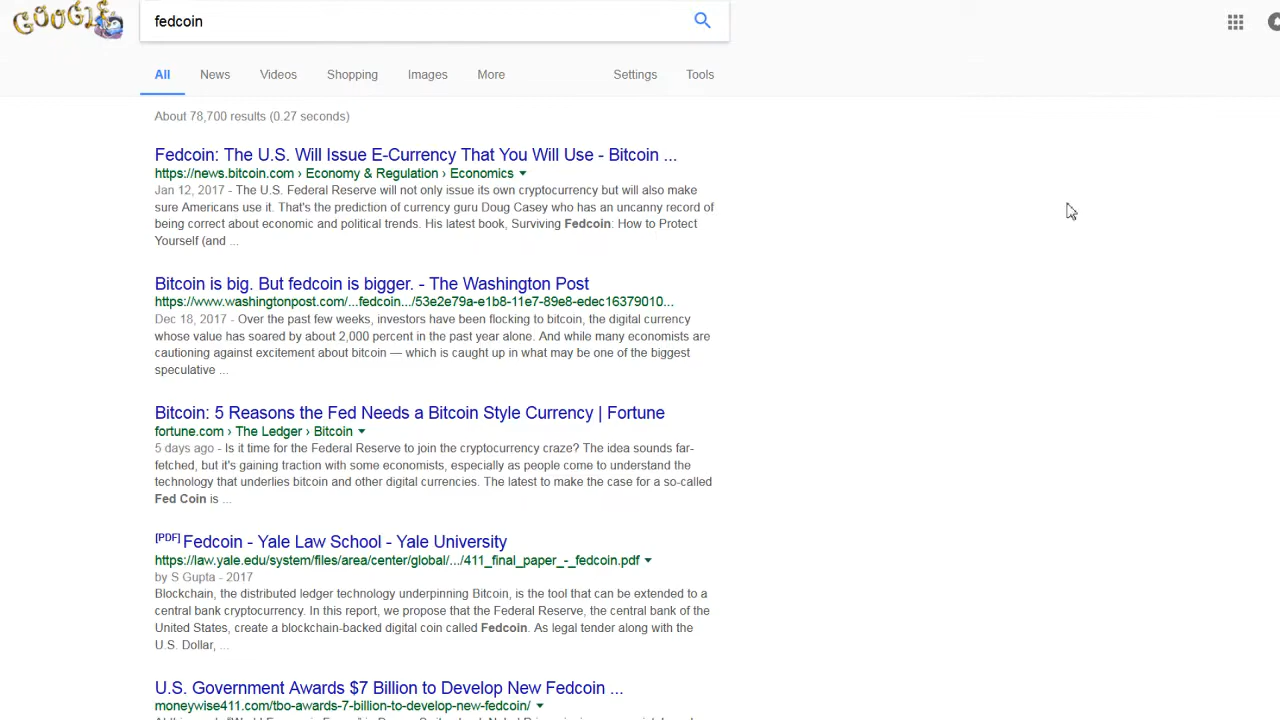 GOOGLE
fedcoin
All News Videos Shopping Images More Settings Tools
About 78,700 results (0.27 seconds)
Fedcoin: The U.S. Will Issue E-Currency That You Will Use - Bitcoin ...
https://news.bitcoin.com › Economy & Regulation › Economics
Jan 12, 2017 - The U.S. Federal Reserve will not only issue its own cryptocurrency but will also make
sure Americans use it. That's the prediction of currency guru Doug Casey who has an uncanny record of
being correct about economic and political trends. His latest book, Surviving Fedcoin: How to Protect
Yourself (and ...
Bitcoin is big. But fedcoin is bigger. - The Washington Post
https://www.washingtonpost.com/...fedcoin.../53e2e79a-e1b8-11e7-89e8-edec16379010...
Dec 18, 2017 - Over the past few weeks, investors have been flocking to bitcoin, the digital currency
whose value has soared by about 2,000 percent in the past year alone. And while many economists are
cautioning against excitement about bitcoin — which is caught up in what may be one of the biggest
speculative ...
Bitcoin: 5 Reasons the Fed Needs a Bitcoin Style Currency | Fortune
fortune.com › The Ledger › Bitcoin
5 days ago - Is it time for the Federal Reserve to join the cryptocurrency craze? The idea sounds far-
fetched, but it's gaining traction with some economists, especially as people come to understand the
technology that underlies bitcoin and other digital currencies. The latest to make the case for a so-called
Fed Coin is ...
[PDF] Fedcoin - Yale Law School - Yale University
https://law.yale.edu/system/files/area/center/global/.../411_final_paper_-_fedcoin.pdf
by S Gupta - 2017
Blockchain, the distributed ledger technology underpinning Bitcoin, is the tool that can be extended to a
central bank cryptocurrency. In this report, we propose that the Federal Reserve, the central bank of the
United States, create a blockchain-backed digital coin called Fedcoin. As legal tender along with the
U.S. Dollar, ...
U.S. Government Awards $7 Billion to Develop New Fedcoin ...
moneywise411.com/tbo-awards-7-billion-to-develop-new-fedcoin/